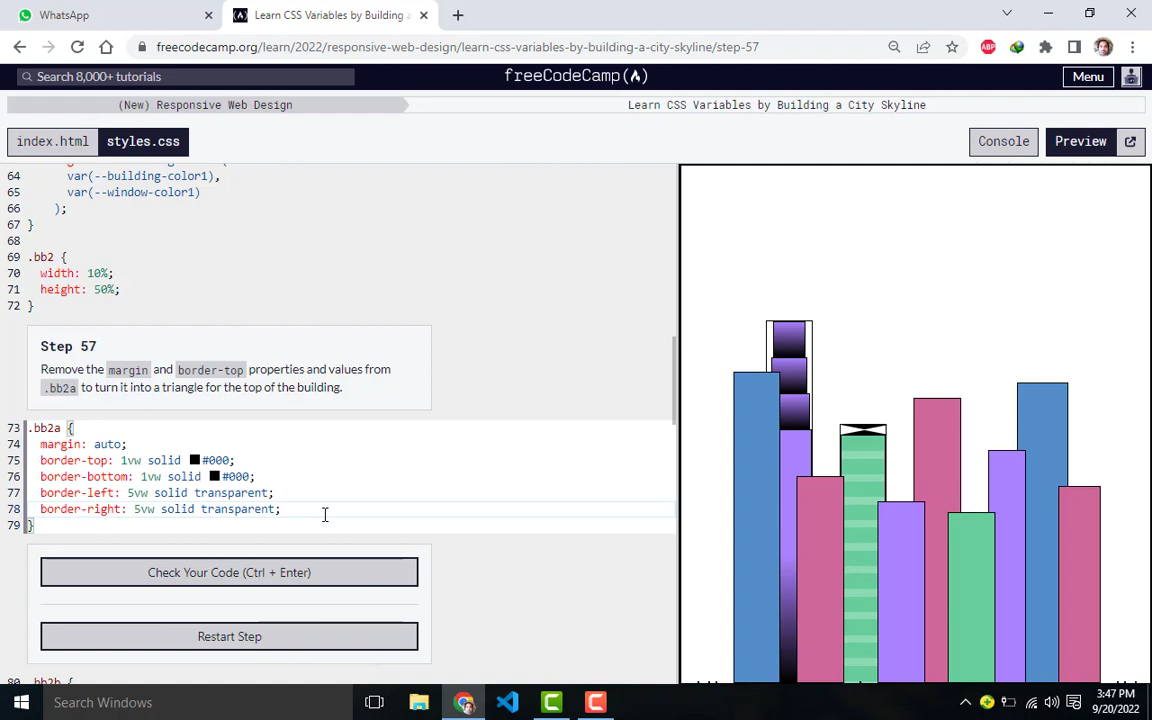 WhatsApp
Learn CSS Variables by Building a
freecodecamp.org/learn/2022/responsive-web-design/learn-css-variables-by-building-a-city-skyline/step-57
ABP
Search 8,000+ tutorials
freeCodeCamp
Menu
(New) Responsive Web Design
Learn CSS Variables by Building a City Skyline
index.html
styles.css
Console
Preview
64 var(--building-color1),
65 var(--window-color1)
66 );
67 }
68
69 .bb2 {
70 width: 10%;
71 height: 50%;
72 }
Step 57
Remove the margin and border-top properties and values from
.bb2a to turn it into a triangle for the top of the building.
73 .bb2a {
74 margin: auto;
75 border-top: 1vw solid #000;
76 border-bottom: 1vw solid #000;
77 border-left: 5vw solid transparent;
78 border-right: 5vw solid transparent;
79 }
Check Your Code (Ctrl + Enter)
Restart Step
80 .bb2b {
Search Windows
3:47 PM
9/20/2022